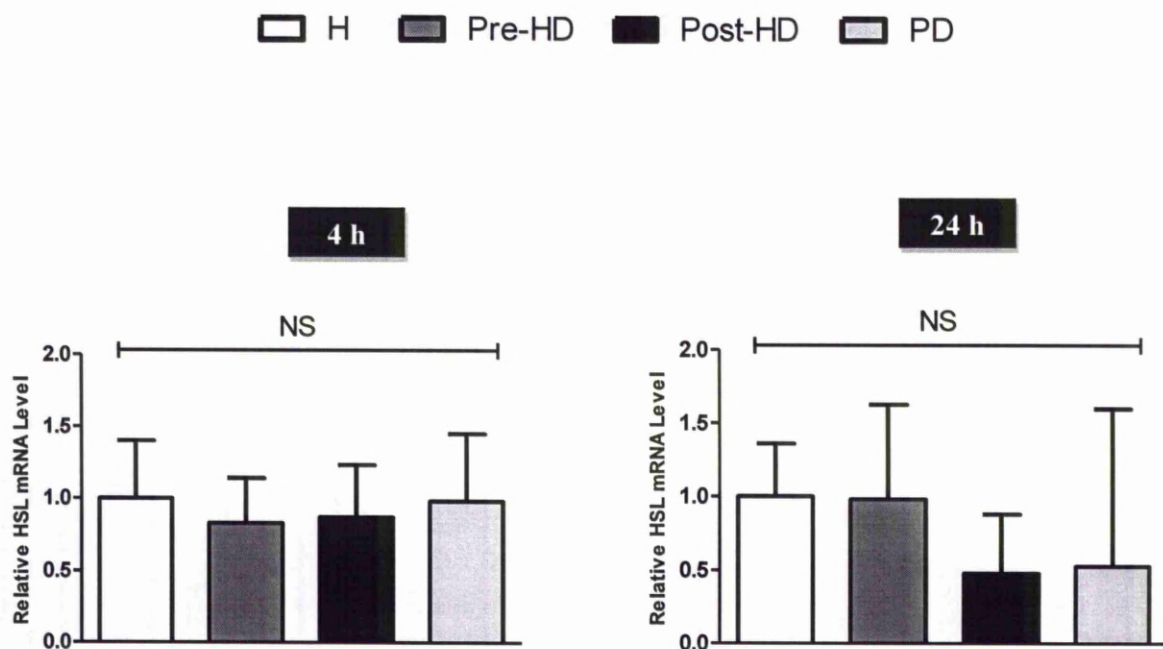 H Pre-HD Post-HD PD
4 h
24 h
NS
Relative HSL mRNA Level
2.0
1.5
1.0
0.5
0.0
NS
Relative HSL mRNA Level
2.0
1.5
1.0
0.5
0.0